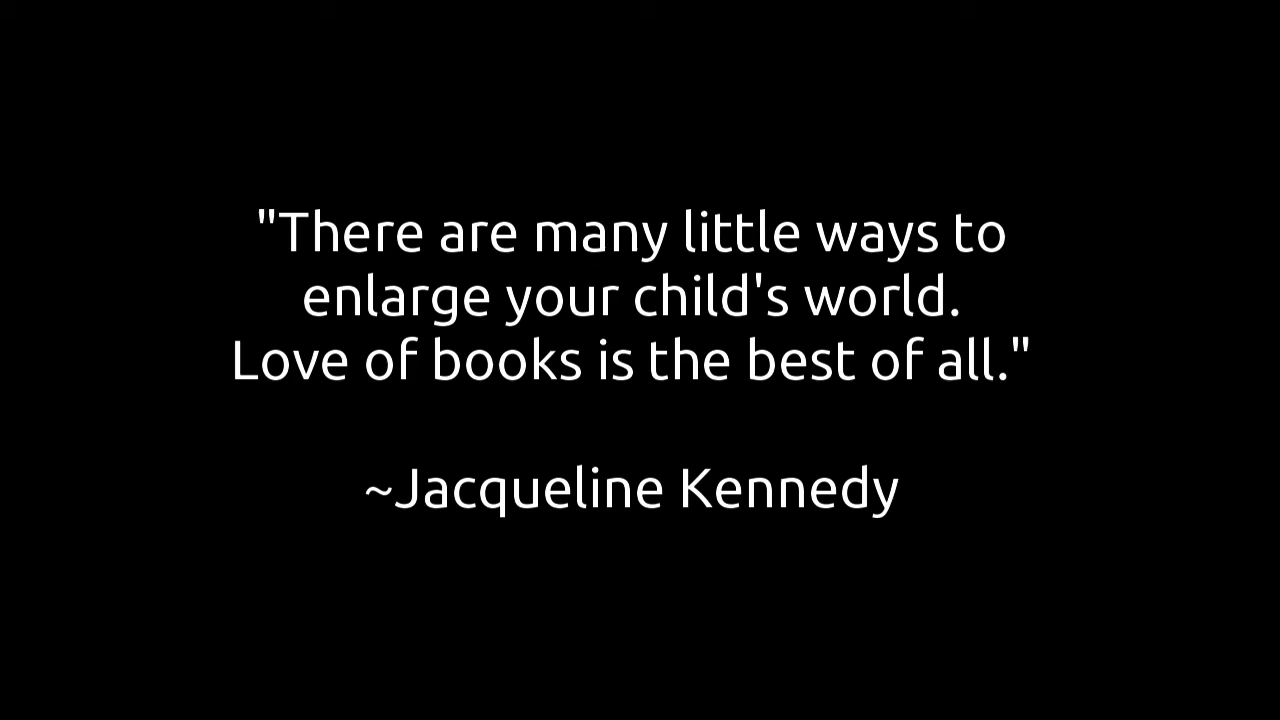 "There are many little ways to
enlarge your child's world.
Love of books is the best of all."
~Jacqueline Kennedy